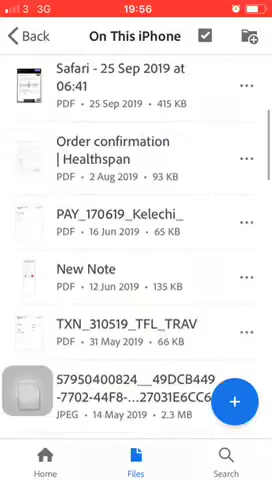 3 3G 19:56
Back On This iPhone
Safari - 25 Sep 2019 at
06:41
PDF • 25 Sep 2019 • 415 KB
Order confirmation
| Healthspan
PDF • 2 Aug 2019 • 93 KB
PAY_170619_Kelechi_
PDF • 16 Jun 2019 • 65 KB
New Note
PDF • 12 Jun 2019 • 135 KB
TXN_310519_TFL_TRAV
PDF • 31 May 2019 • 66 KB
57950400824__49DCB449
-7702-44F8-...27031E6CC6
JPEG • 14 May 2019 • 2.3 MB
Home Files Search